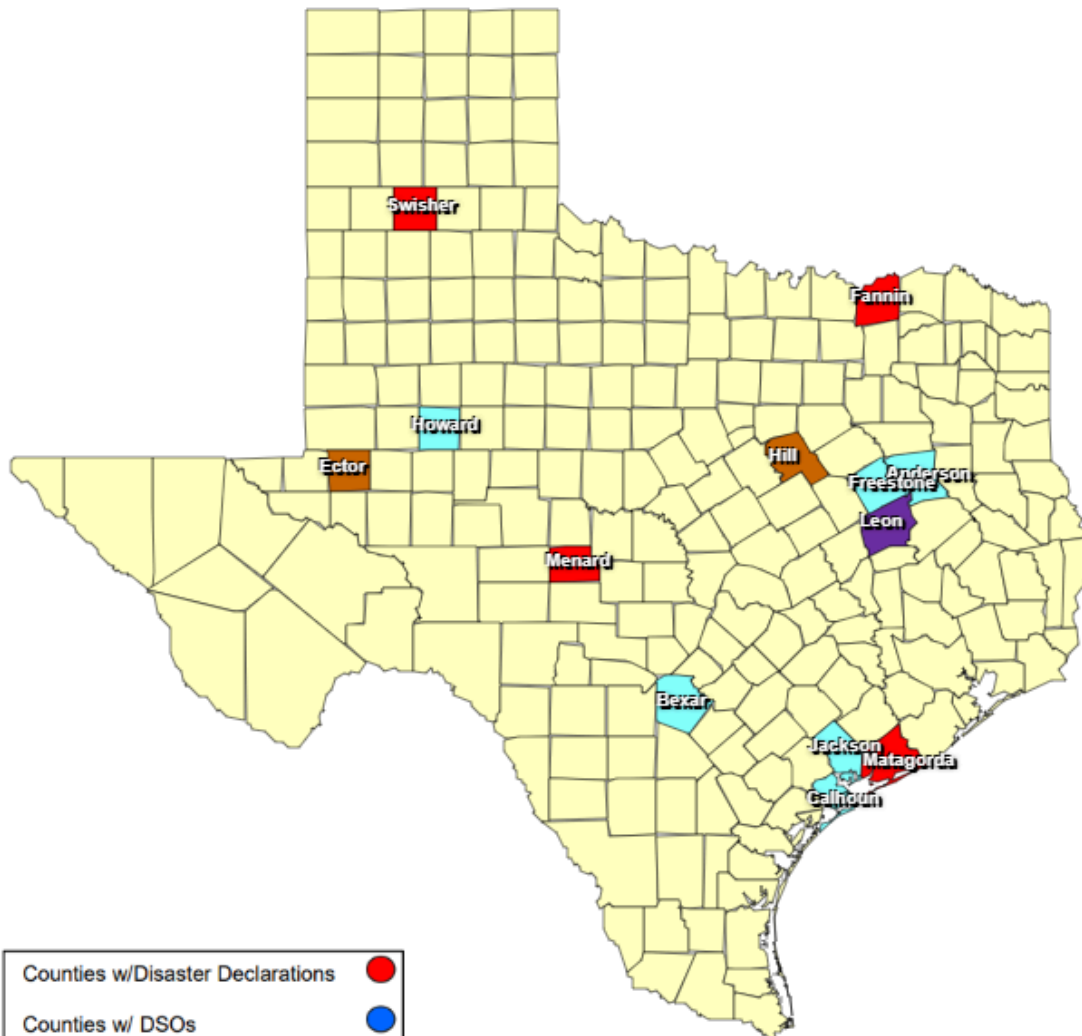 Swisher
Fannin
Howard
Hill
Ector
Anderson
Freestone
Leon
Menard
Bexar
Jackson
Matagorda
Calhoun
Counties w/Disaster Declarations
Counties w/ DSOs